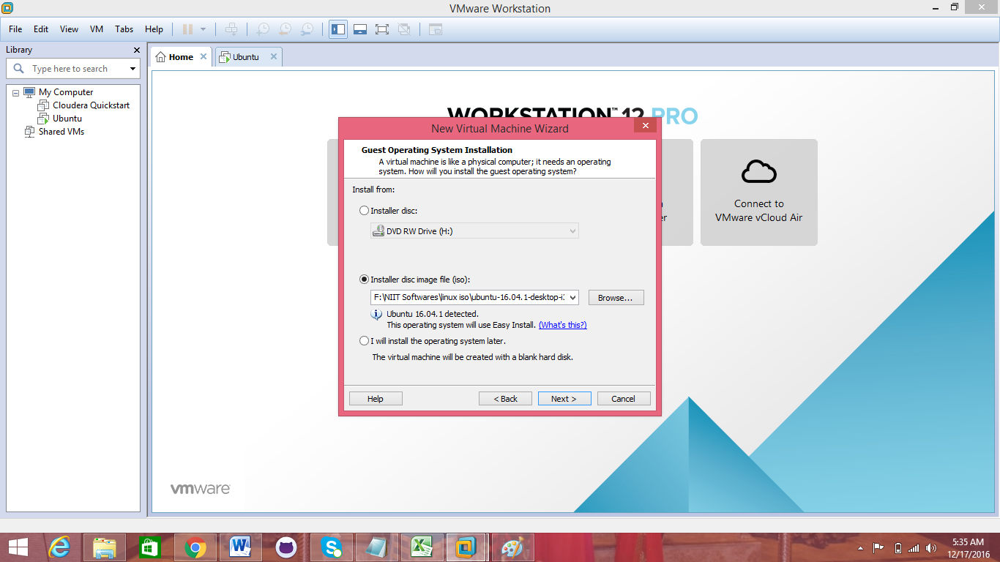 VMware Workstation
File Edit View VM Tabs Help
Library
Type here to search
My Computer
Cloudera Quickstart
Ubuntu
Shared VMs
Home
Ubuntu
WORKSTATION™ 12 PRO
New Virtual Machine Wizard
Guest Operating System Installation
A virtual machine is like a physical computer; it needs an operating
system. How will you install the guest operating system?
Install from:
Installer disc:
DVD RW Drive (H:)
Installer disc image file (iso):
F:\NIIT Softwares\linux iso\ubuntu-16.04.1-desktop-i
Browse...
Ubuntu 16.04.1 detected.
This operating system will use Easy Install. (What's this?)
I will install the operating system later.
The virtual machine will be created with a blank hard disk.
Help
< Back
Next >
Cancel
er
Connect to
VMware vCloud Air
vmware
5:35 AM
12/17/2016